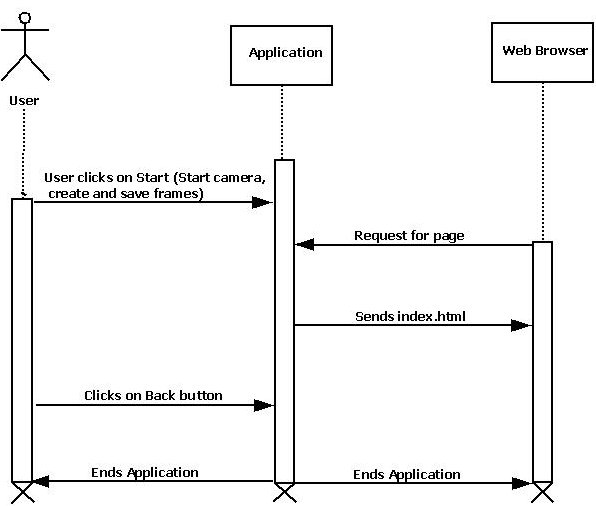 Application
Web Browser
User
User clicks on Start (Start camera,
create and save frames)
Request for page
Sends index.html
Clicks on Back button
Ends Application
Ends Application